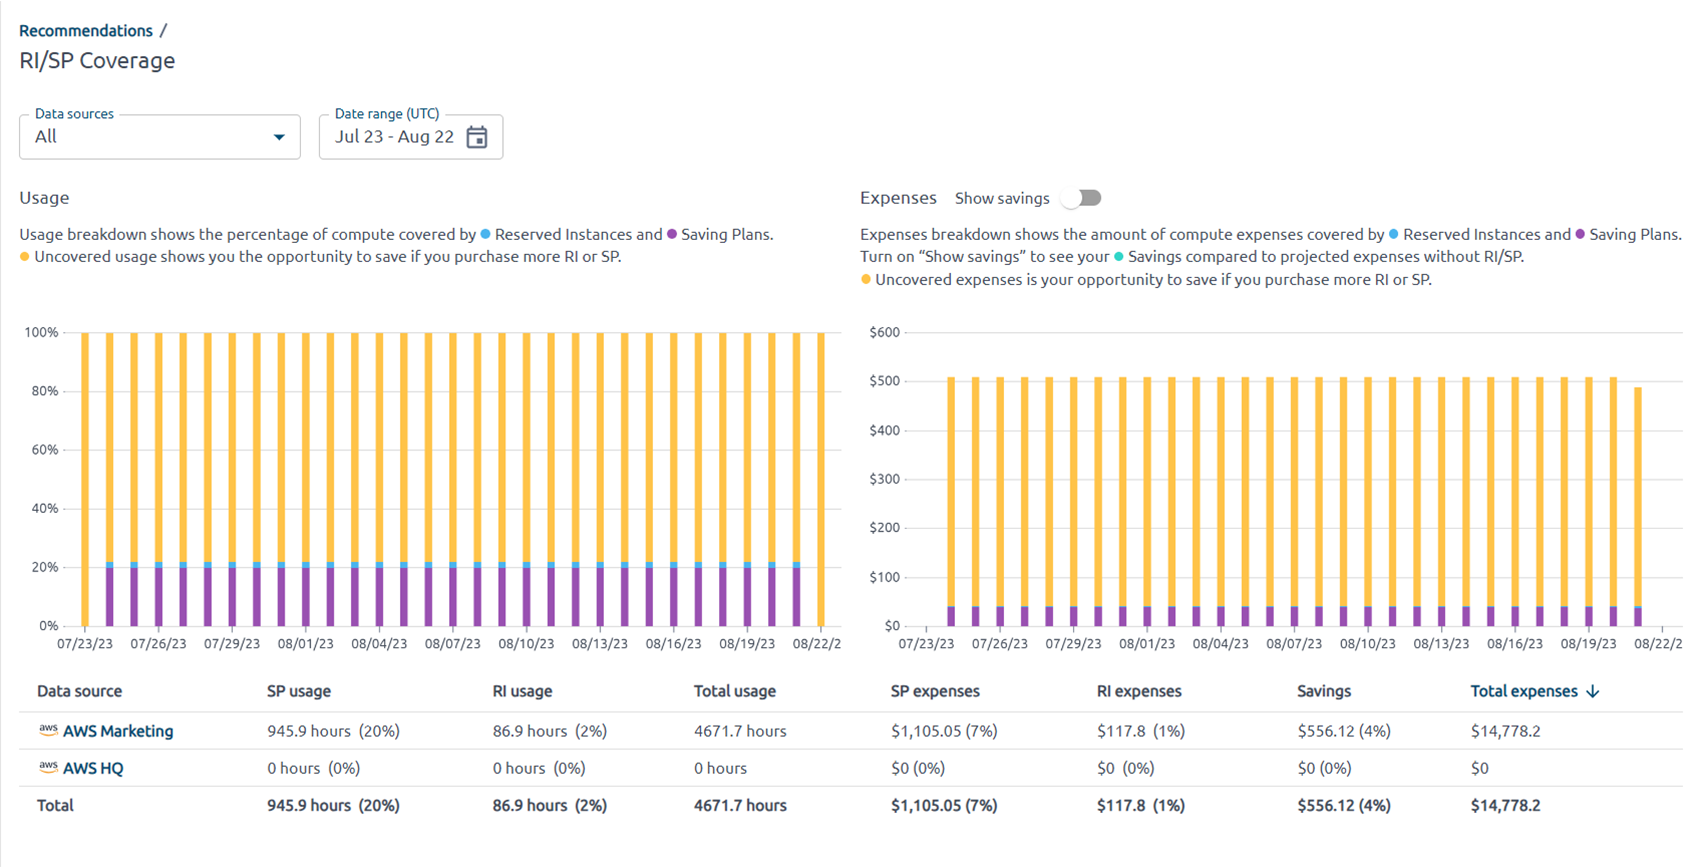 Recommendations /
RI/SP Coverage
Data sources
All
Date range (UTC)
Jul 23 - Aug 22
Usage
Usage breakdown shows the percentage of compute covered by Reserved Instances and Saving Plans.
Uncovered usage shows you the opportunity to save if you purchase more RI or SP.
100%
80%
60%
40%
20%
0%
07/23/23 07/26/23 07/29/23 08/01/23 08/04/23 08/07/23 08/10/23 08/13/23 08/16/23 08/19/23 08/22/2
Expenses Show savings
Expenses breakdown shows the amount of compute expenses covered by Reserved Instances and Saving Plans.
Turn on “Show savings” to see your Savings compared to projected expenses without RI/SP.
Uncovered expenses is your opportunity to save if you purchase more RI or SP.
$600
$500
$400
$300
$200
$100
$0
07/23/23 07/26/23 07/29/23 08/01/23 08/04/23 08/07/23 08/10/23 08/13/23 08/16/23 08/19/23 08/22/2
Data source SP usage RI usage Total usage SP expenses RI expenses Savings Total expenses
aws AWS Marketing 945.9 hours (20%) 86.9 hours (2%) 4671.7 hours $1,105.05 (7%) $117.8 (1%) $556.12 (4%) $14,778.2
aws AWS HQ 0 hours (0%) 0 hours (0%) 0 hours $0 (0%) $0 (0%) $0 (0%) $0
Total 945.9 hours (20%) 86.9 hours (2%) 4671.7 hours $1,105.05 (7%) $117.8 (1%) $556.12 (4%) $14,778.2